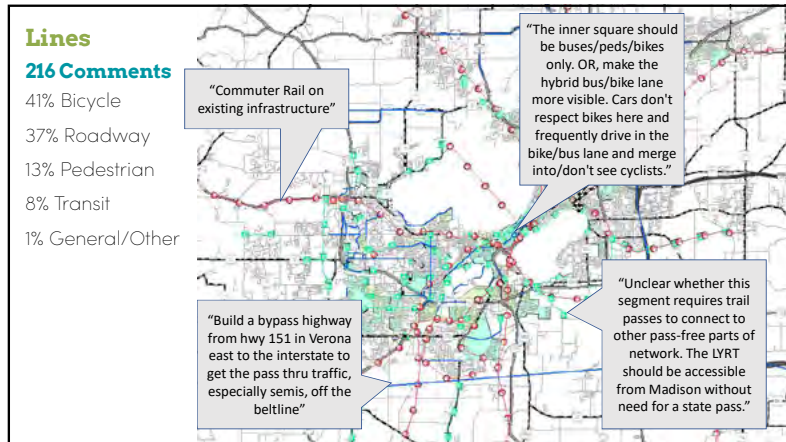 Lines
216 Comments
41% Bicycle
37% Roadway
13% Pedestrian
8% Transit
1% General/Other
“Commuter Rail on
existing infrastructure”
“The inner square should
be buses/peds/bikes
only. OR, make the
hybrid bus/bike lane
more visible. Cars don't
respect bikes here and
frequently drive in the
bike/bus lane and merge
into/don't see cyclists.”
“Build a bypass highway
from hwy 151 in Verona
east to the interstate to
get the pass thru traffic,
especially semis, off the
beltline”
“Unclear whether this
segment requires trail
passes to connect to
other pass-free parts of
network. The LYRT
should be accessible
from Madison without
need for a state pass.”